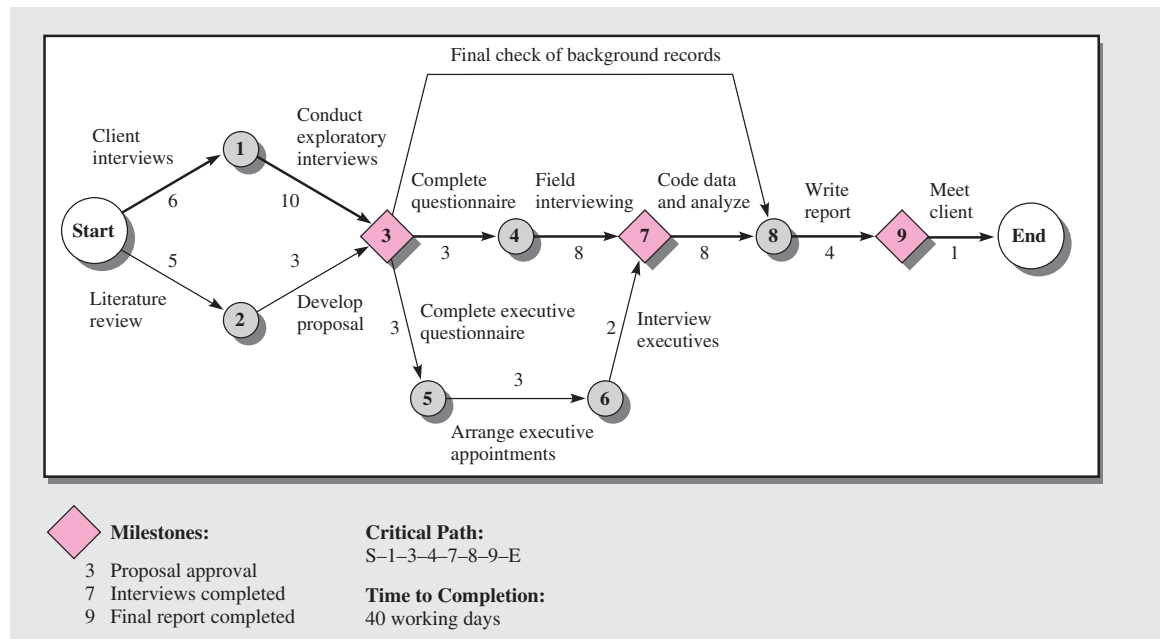 Final check of background records
Conduct
exploratory
interviews
Client
interviews
1
6
10
Complete
questionnaire
Field
interviewing
Code data
and analyze
Write
report
Meet
client
Start
3
4
7
8
9
End
3
8
8
4
1
5
3
Literature
review
2
Develop
proposal
3
Complete executive
questionnaire
2
Interview
executives
3
5
6
Arrange executive
appointments
Milestones:
3 Proposal approval
7 Interviews completed
9 Final report completed
Critical Path:
S–1–3–4–7–8–9–E
Time to Completion:
40 working days